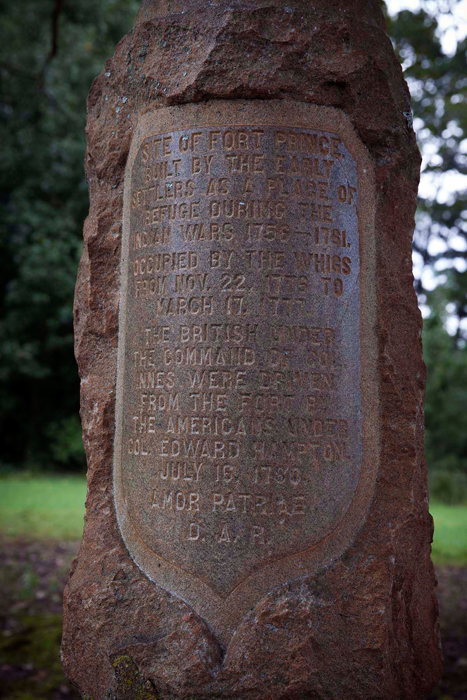 SITE OF FORT PRINCE.
BUILT BY THE EARLY
SETTLERS AS A PLACE OF
REFUGE DURING THE
INDIAN WARS 1756–1781.
OCCUPIED BY THE WHIGS
FROM NOV. 22, 1776 TO
MARCH 17, 1777.
THE BRITISH UNDER
THE COMMAND OF COL.
INNES WERE DRIVEN
FROM THE FORT BY
THE AMERICANS UNDER
COL. EDWARD HAMPTON.
JULY 15, 1780.
AMOR PATRIAE
D. A. R.